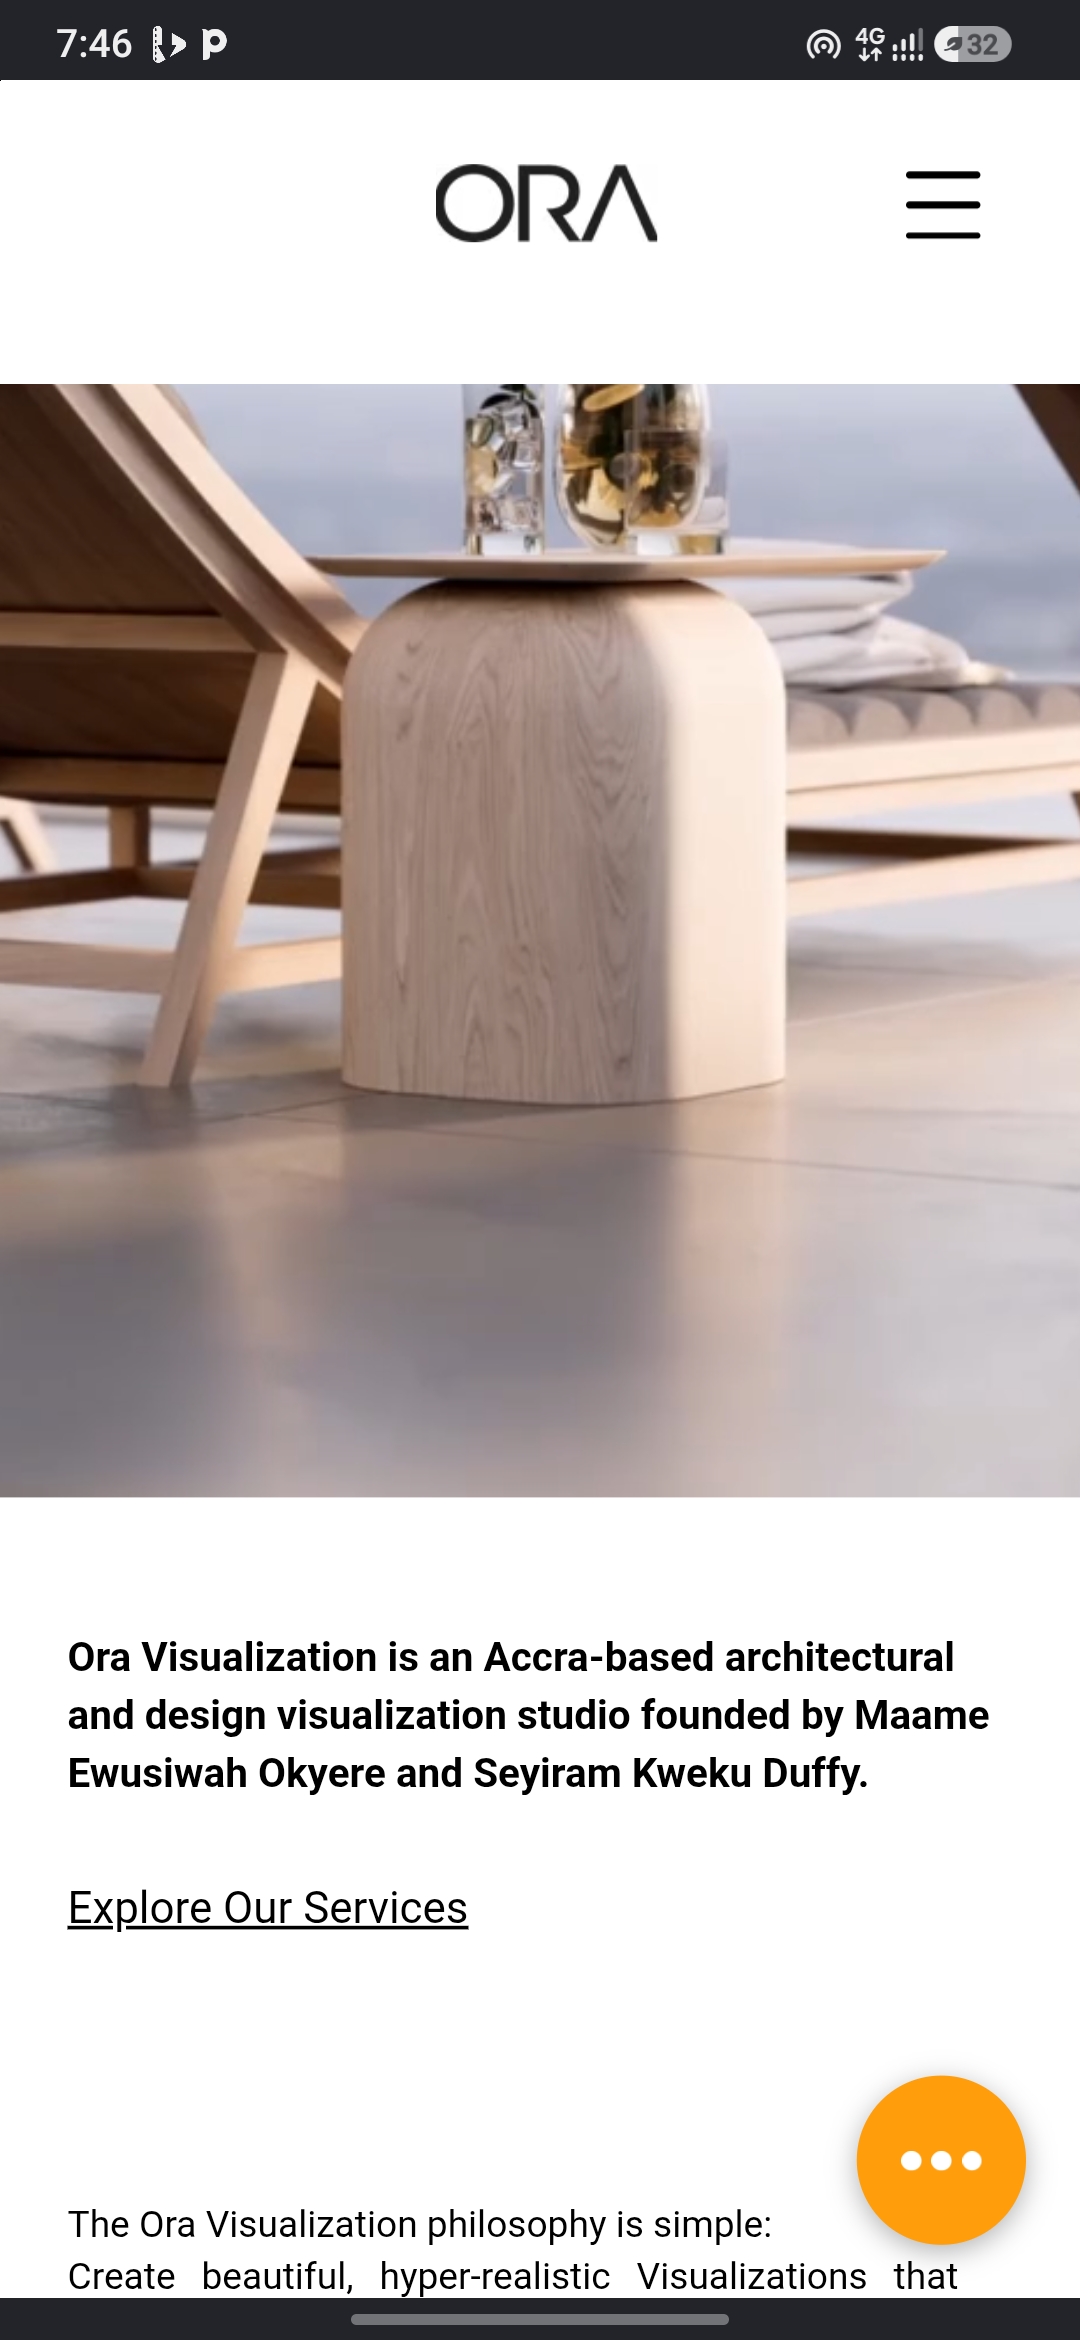 7:46
4G
32
ORA
Ora Visualization is an Accra-based architectural
and design visualization studio founded by Maame
Ewusiwah Okyere and Seyiram Kweku Duffy.
Explore Our Services
The Ora Visualization philosophy is simple:
Create beautiful, hyper-realistic Visualizations that